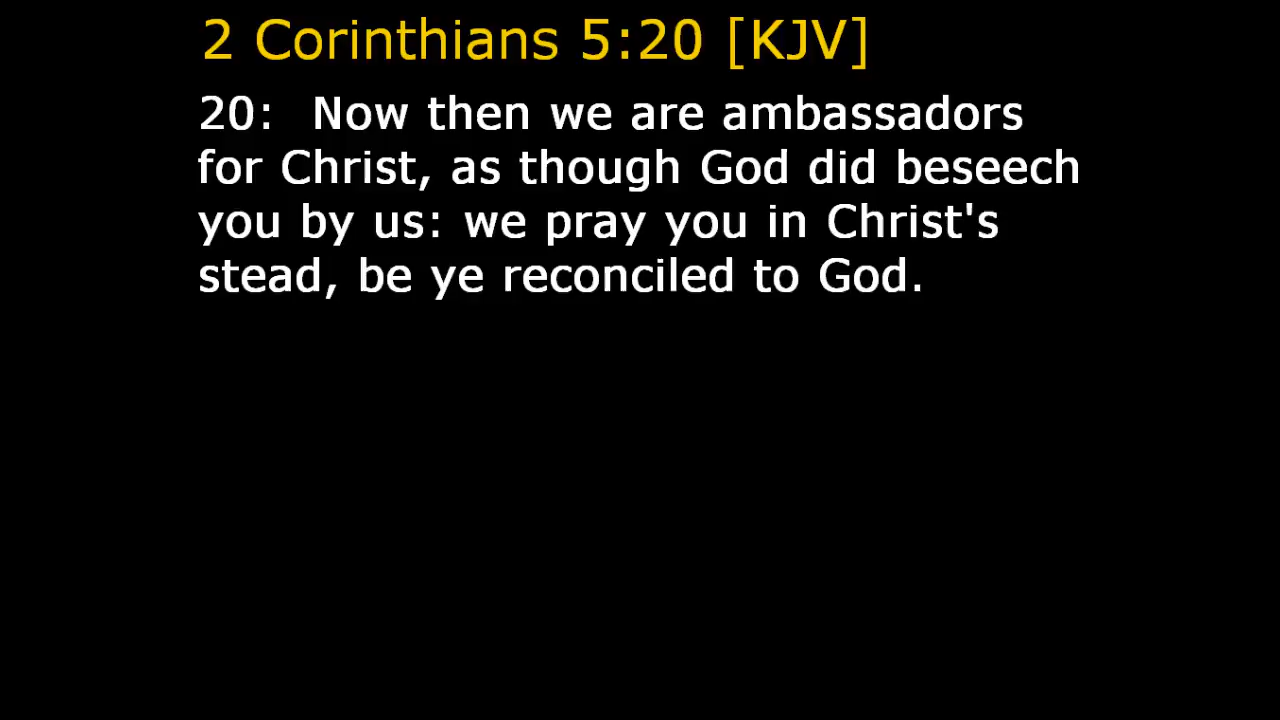 2 Corinthians 5:20 [KJV]
20:  Now then we are ambassadors
for Christ, as though God did beseech
you by us: we pray you in Christ's
stead, be ye reconciled to God.